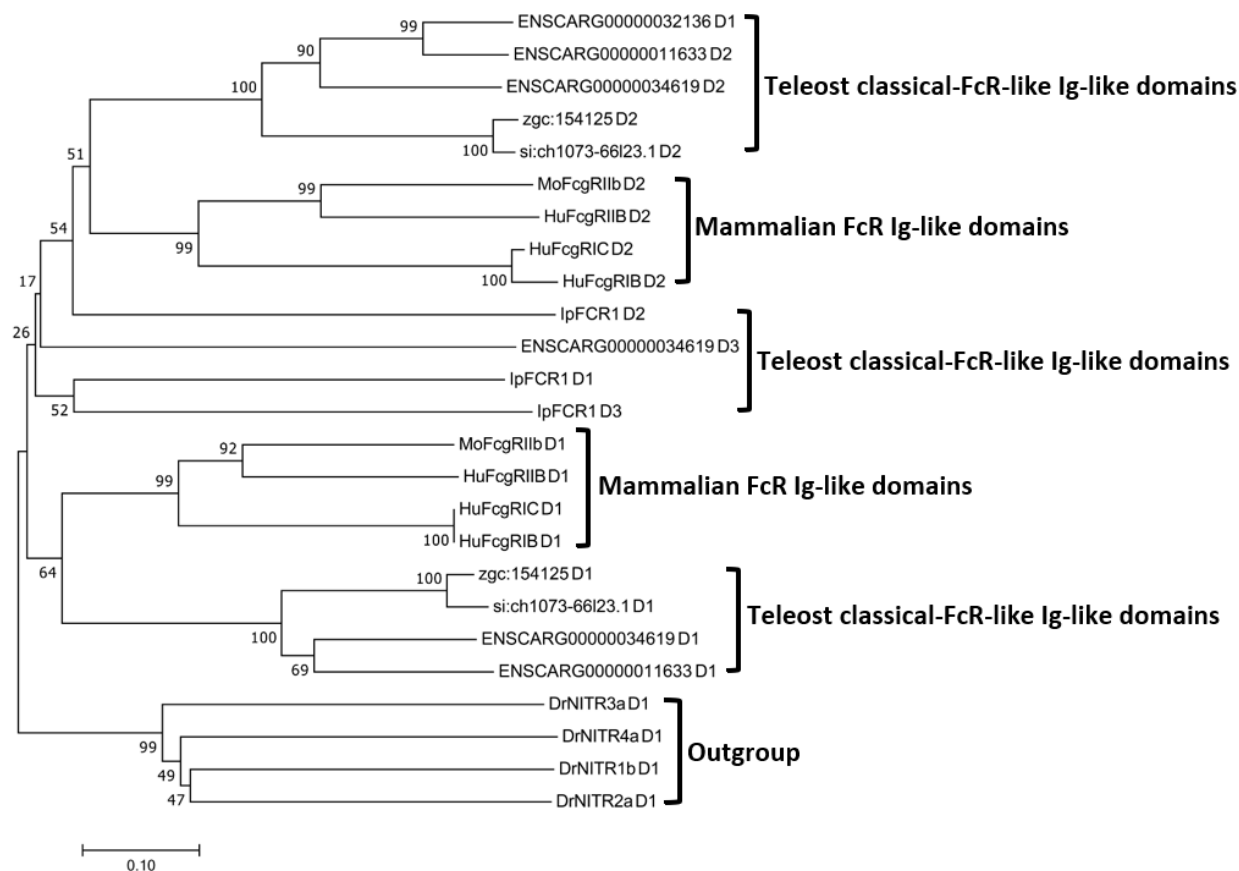 ENSCARG00000032136 D1
99
ENSCARG00000011633 D2
90
ENSCARG00000034619 D2
Teleost classical-FcR-like Ig-like domains
100
zgc:154125 D2
100
si:ch1073-66l23.1 D2
51
MoFcgRIIb D2
99
HuFcgRIIB D2
Mammalian FcR Ig-like domains
54
99
HuFcgRIC D2
100
HuFcgRIB D2
17
IpFCR1 D2
26
ENSCARG00000034619 D3
Teleost classical-FcR-like Ig-like domains
IpFCR1 D1
52
IpFCR1 D3
MoFcgRIIb D1
92
HuFcgRIIB D1
99
Mammalian FcR Ig-like domains
HuFcgRIC D1
100
HuFcgRIB D1
64
zgc:154125 D1
100
si:ch1073-66l23.1 D1
Teleost classical-FcR-like Ig-like domains
100
ENSCARG00000034619 D1
69
ENSCARG00000011633 D1
DrNITR3a D1
99
DrNITR4a D1
Outgroup
49
DrNITR1b D1
47
DrNITR2a D1
0.10